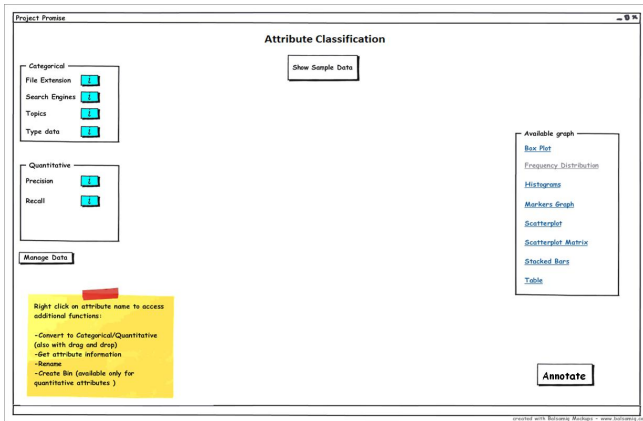 Project Promise
Attribute Classification
Show Sample Data
Categorical
File Extension i
Search Engines i
Topics i
Type data i
Quantitative
Precision i
Recall i
Manage Data
Right click on attribute name to access
additional functions:
-Convert to Categorical/Quantitative
(also with drag and drop)
-Get attribute information
-Rename
-Create Bin (available only for
quantitative attributes )
Available graph
Box Plot
Frequency Distribution
Histograms
Markers Graph
Scatterplot
Scatterplot Matrix
Stacked Bars
Table
Annotate
created with Balsamiq Mockups - www.balsamiq.co